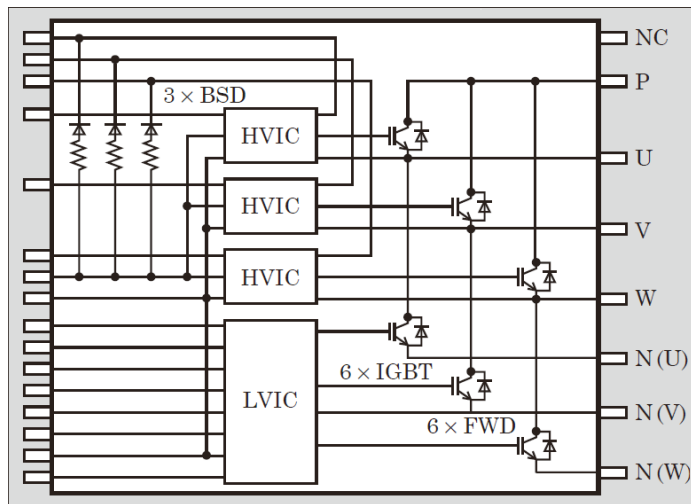 NC
P
3 × BSD
HVIC
U
HVIC
V
HVIC
W
N(U)
6 × IGBT
LVIC
N(V)
6 × FWD
N(W)